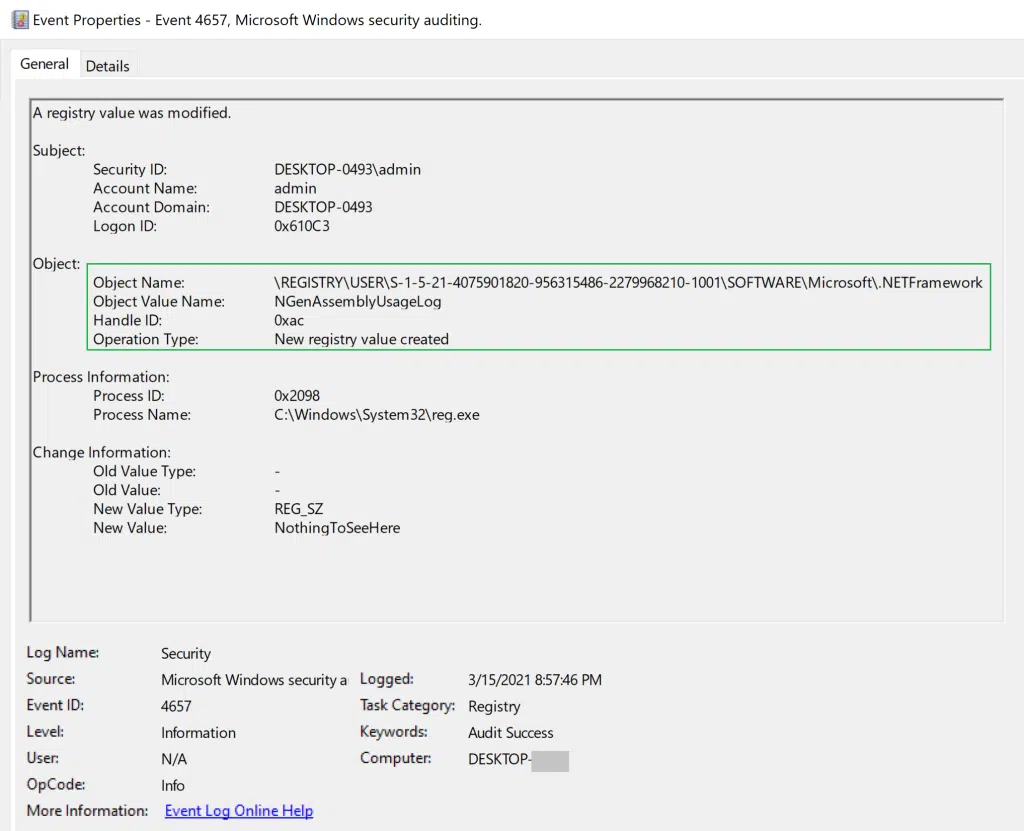 Event Properties - Event 4657, Microsoft Windows security auditing.
General Details
A registry value was modified.
Subject:
Security ID: DESKTOP-0493\admin
Account Name: admin
Account Domain: DESKTOP-0493
Logon ID: 0x610C3
Object:
Object Name: \REGISTRY\USER\S-1-5-21-4075901820-956315486-2279968210-1001\SOFTWARE\Microsoft\.NETFramework
Object Value Name: NGenAssemblyUsageLog
Handle ID: 0xac
Operation Type: New registry value created
Process Information:
Process ID: 0x2098
Process Name: C:\Windows\System32\reg.exe
Change Information:
Old Value Type: -
Old Value: -
New Value Type: REG_SZ
New Value: NothingToSeeHere
Log Name: Security
Source: Microsoft Windows security a Logged: 3/15/2021 8:57:46 PM
Event ID: 4657 Task Category: Registry
Level: Information Keywords: Audit Success
User: N/A Computer: DESKTOP-
OpCode: Info
More Information: Event Log Online Help